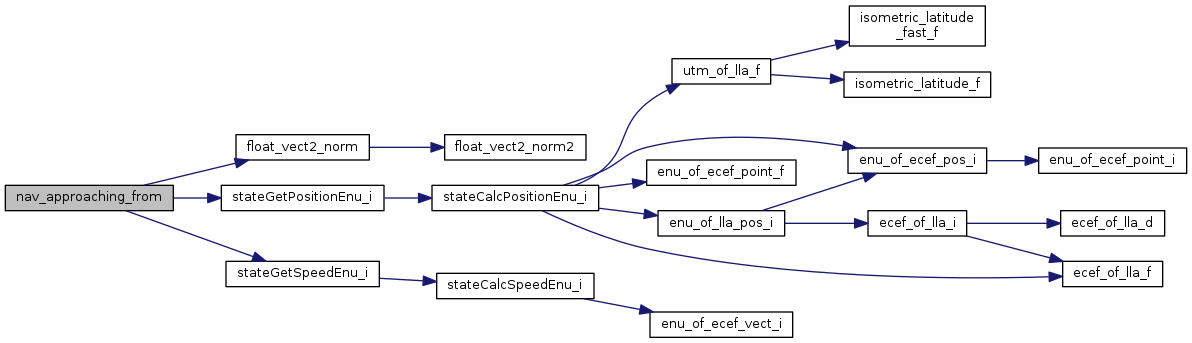 nav_approaching_from
float_vect2_norm
float_vect2_norm2
stateGetPositionEnu_i
stateCalcPositionEnu_i
utm_of_lla_f
isometric_latitude
_fast_f
isometric_latitude_f
enu_of_ecef_pos_i
enu_of_ecef_point_i
enu_of_ecef_point_f
enu_of_lla_pos_i
ecef_of_lla_i
ecef_of_lla_d
ecef_of_lla_f
stateGetSpeedEnu_i
stateCalcSpeedEnu_i
enu_of_ecef_vect_i